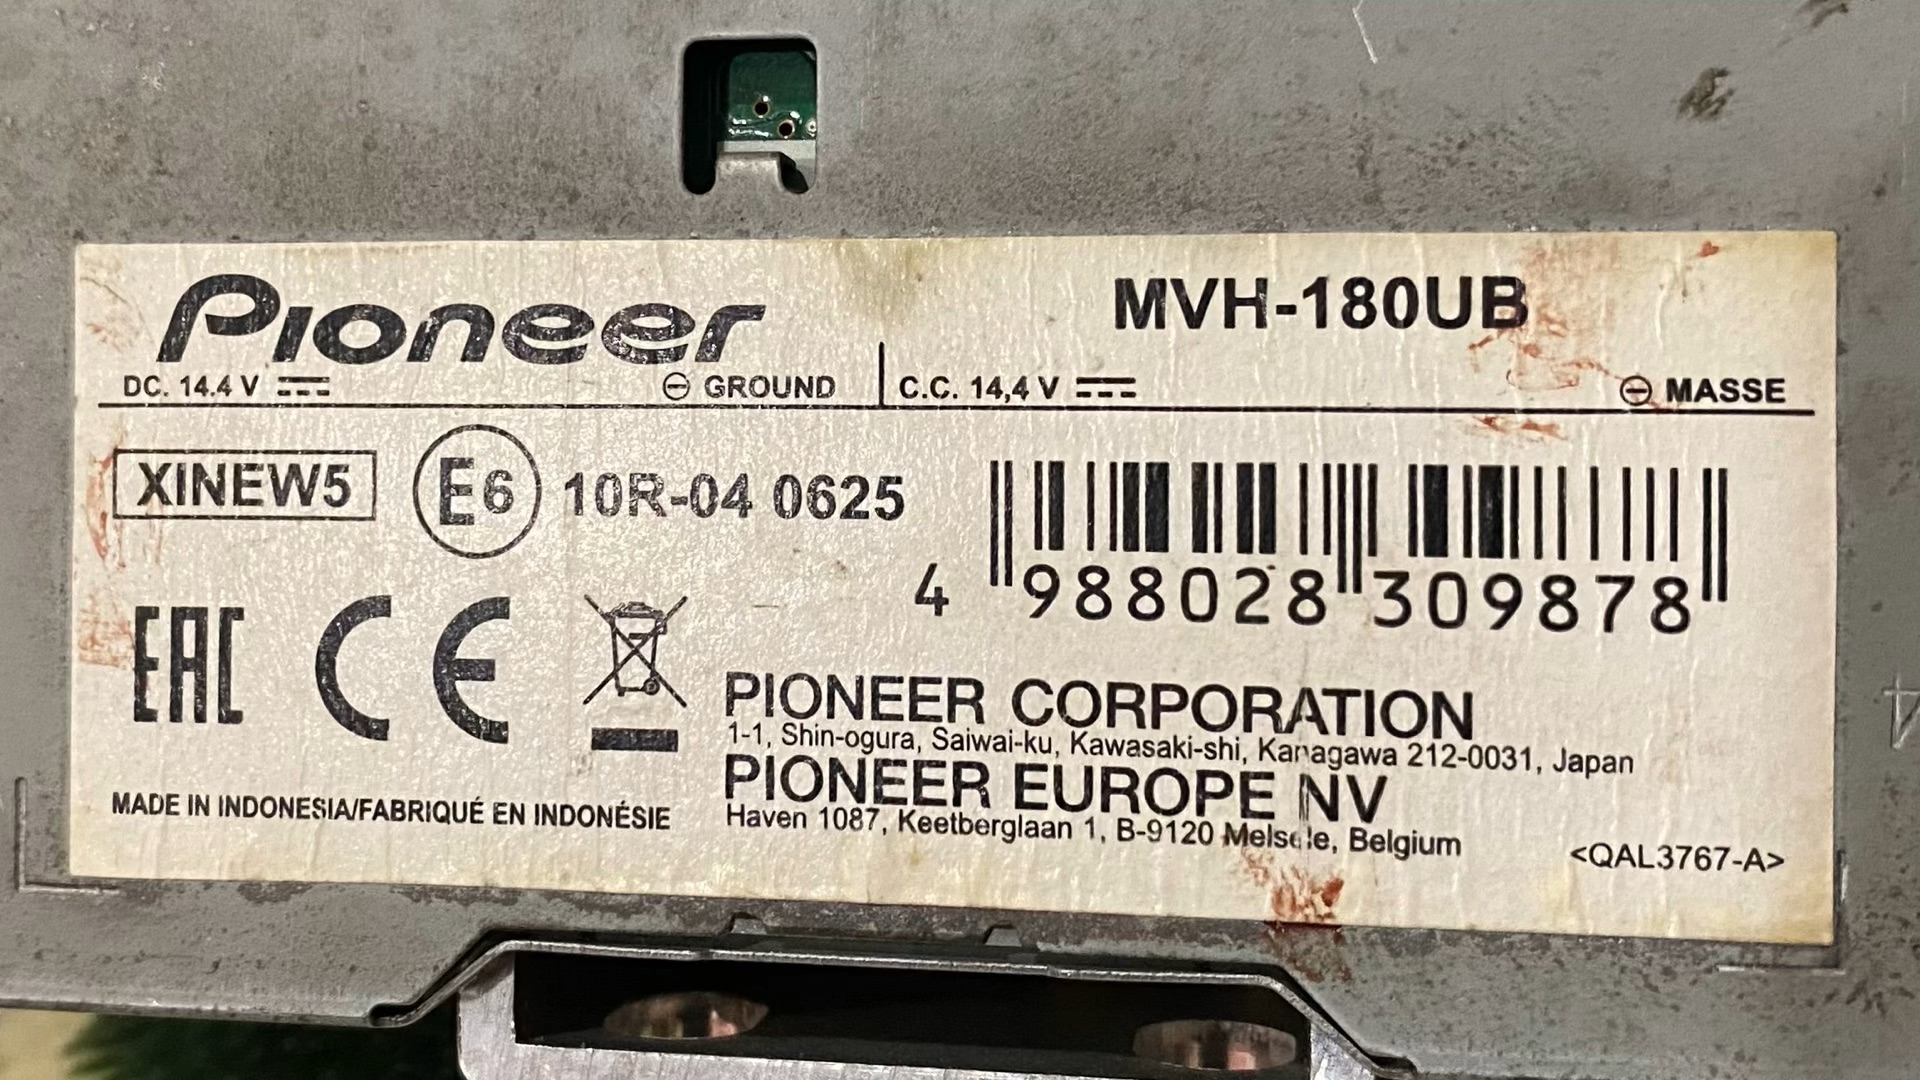 Pioneer
MVH-180UB
DC. 14.4 V ⎓ ⊖ GROUND
C.C. 14,4 V ⎓ ⊖ MASSE
XINEW5
E6 10R-04 0625
4 988028 309878
EAC CE
PIONEER CORPORATION
1-1, Shin-ogura, Saiwai-ku, Kawasaki-shi, Kanagawa 212-0031, Japan
PIONEER EUROPE NV
Haven 1087, Keetberglaan 1, B-9120 Melsele, Belgium
MADE IN INDONESIA/FABRIQUÉ EN INDONÉSIE
<QAL3767-A>
4